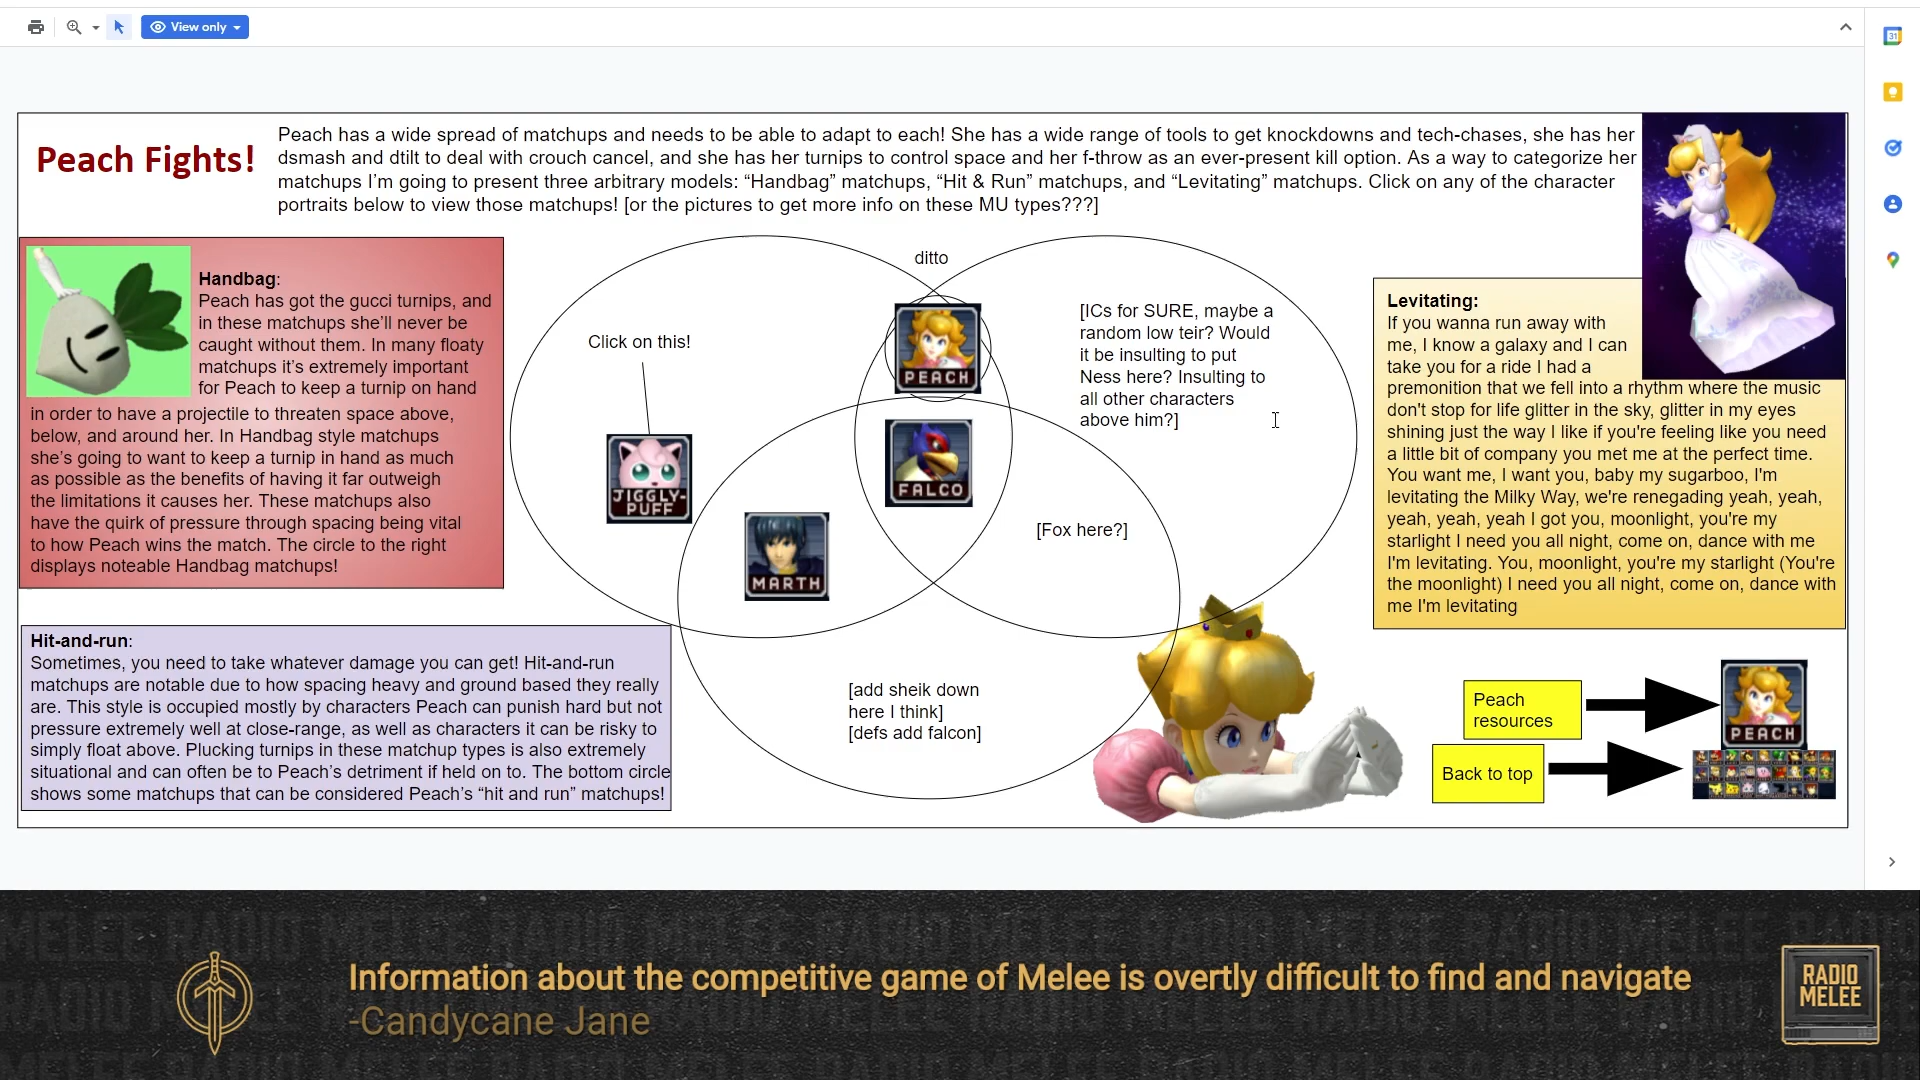 View only
31
Peach Fights!
Peach has a wide spread of matchups and needs to be able to adapt to each! She has a wide range of tools to get knockdowns and tech-chases, she has her
dsmash and dtilt to deal with crouch cancel, and she has her turnips to control space and her f-throw as an ever-present kill option. As a way to categorize her
matchups I'm going to present three arbitrary models: “Handbag” matchups, “Hit & Run” matchups, and “Levitating” matchups. Click on any of the character
portraits below to view those matchups! [or the pictures to get more info on these MU types???]
Handbag:
Peach has got the gucci turnips, and
in these matchups she’ll never be
caught without them. In many floaty
matchups it’s extremely important
for Peach to keep a turnip on hand
in order to have a projectile to threaten space above,
below, and around her. In Handbag style matchups
she’s going to want to keep a turnip in hand as much
as possible as the benefits of having it far outweigh
the limitations it causes her. These matchups also
have the quirk of pressure through spacing being vital
to how Peach wins the match. The circle to the right
displays noteable Handbag matchups!
Hit-and-run:
Sometimes, you need to take whatever damage you can get! Hit-and-run
matchups are notable due to how spacing heavy and ground based they really
are. This style is occupied mostly by characters Peach can punish hard but not
pressure extremely well at close-range, as well as characters it can be risky to
simply float above. Plucking turnips in these matchup types is also extremely
situational and can often be to Peach’s detriment if held on to. The bottom circle
shows some matchups that can be considered Peach’s “hit and run” matchups!
ditto
PEACH
Click on this!
JIGGLY-
PUFF
FALCO
MARTH
[ICs for SURE, maybe a
random low teir? Would
it be insulting to put
Ness here? Insulting to
all other characters
above him?]
[Fox here?]
[add sheik down
here I think]
[defs add falcon]
Levitating:
If you wanna run away with
me, I know a galaxy and I can
take you for a ride I had a
premonition that we fell into a rhythm where the music
don't stop for life glitter in the sky, glitter in my eyes
shining just the way I like if you're feeling like you need
a little bit of company you met me at the perfect time.
You want me, I want you, baby my sugarboo, I'm
levitating the Milky Way, we're renegading yeah, yeah,
yeah, yeah, yeah I got you, moonlight, you're my
starlight I need you all night, come on, dance with me
I'm levitating. You, moonlight, you're my starlight (You're
the moonlight) I need you all night, come on, dance with
me I'm levitating
Peach
resources
PEACH
Back to top
Information about the competitive game of Melee is overtly difficult to find and navigate
-Candycane Jane
RADIO
MELEE